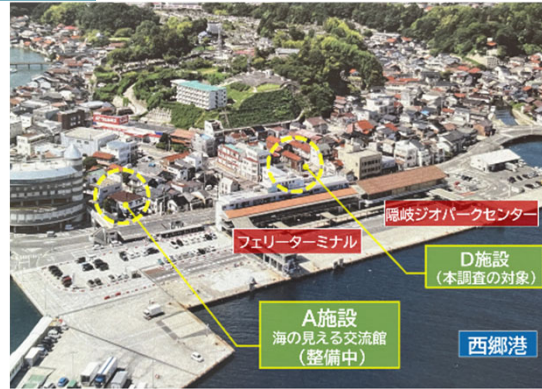 隠岐ジオパークセンター
フェリーターミナル
D施設
（本調査の対象）
A施設
海の見える交流館
（整備中）
西郷港